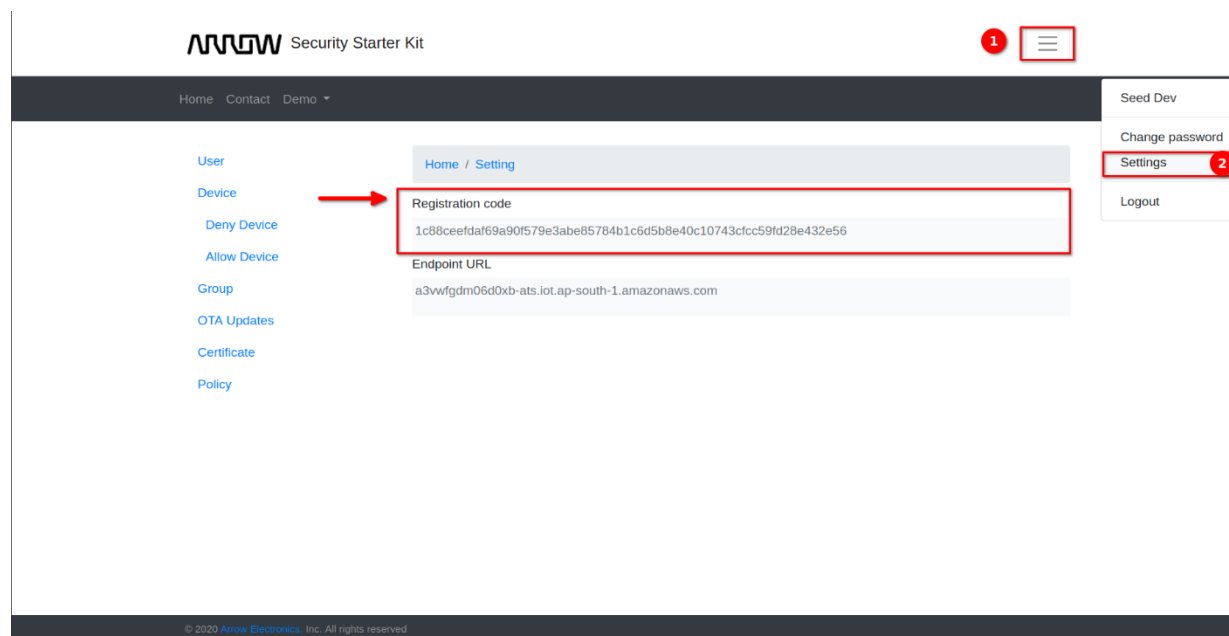 ARROW Security Starter Kit
1
Home Contact Demo
Seed Dev
Change password
Settings 2
Logout
User
Device
Deny Device
Allow Device
Group
OTA Updates
Certificate
Policy
Home / Setting
Registration code
1c88ceefdaf69a90f579e3abe85784b1c6d5b8e40c10743cfcc59fd28e432e56
Endpoint URL
a3vwfgdm06d0xb-ats.iot.ap-south-1.amazonaws.com
© 2020 Arrow Electronics, Inc. All rights reserved